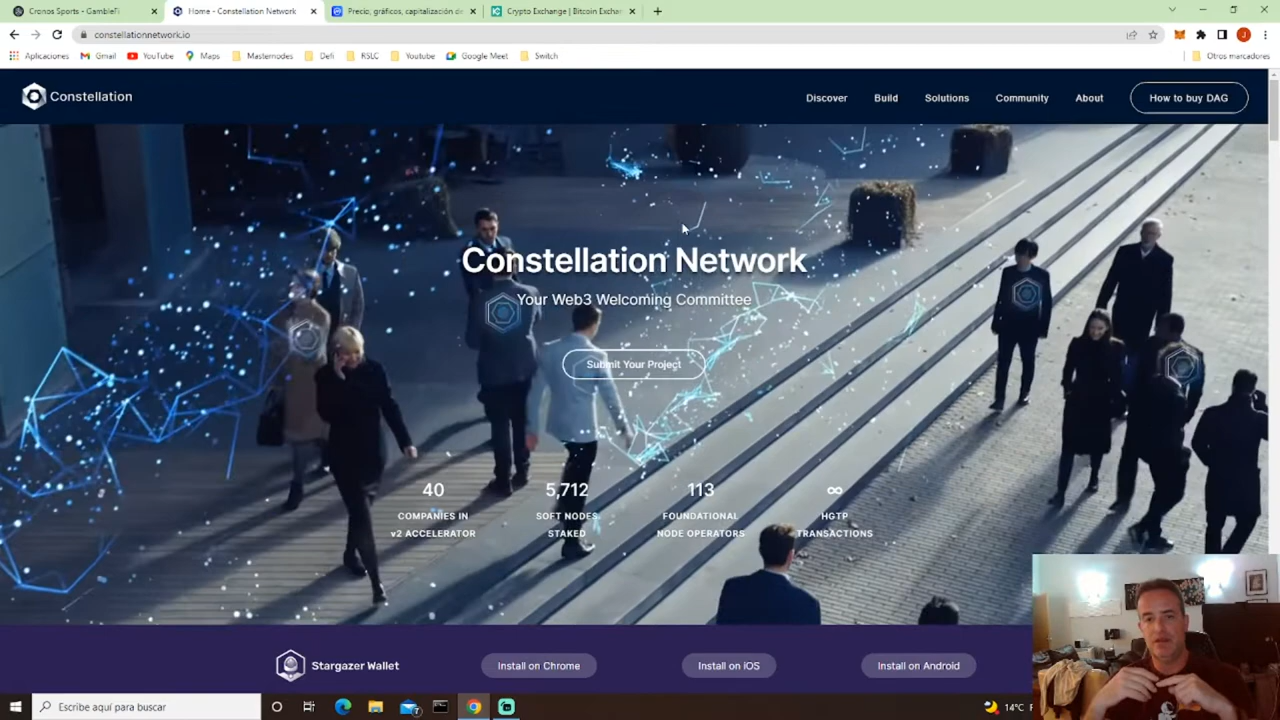 Cronos Sports - GambleFi
Home - Constellation Network
Precio, gráficos, capitalización de
Crypto Exchange | Bitcoin Exchan
constellationnetwork.io
J
Aplicaciones
Gmail
YouTube
Maps
Masternodes
Defi
RSLC
Youtube
Google Meet
Switch
Otros marcadores
Constellation
Discover
Build
Solutions
Community
About
How to buy DAG
Constellation Network
Your Web3 Welcoming Committee
Submit Your Project
40
COMPANIES IN
v2 ACCELERATOR
5,712
SOFT NODES
STAKED
113
FOUNDATIONAL
NODE OPERATORS
∞
HGTP
TRANSACTIONS
Stargazer Wallet
Install on Chrome
Install on iOS
Install on Android
Escribe aquí para buscar
7
14°C